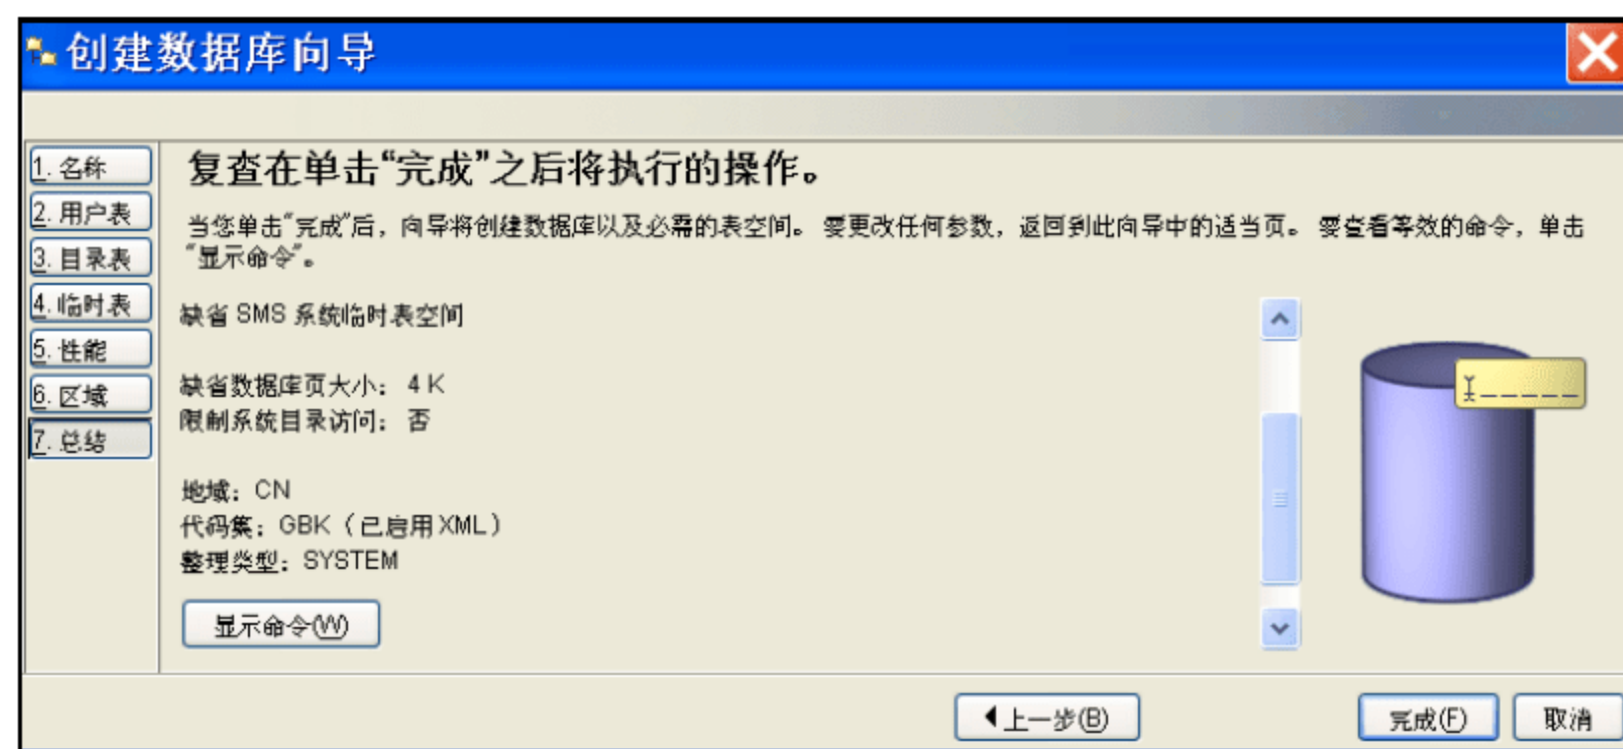 创建数据库向导
1. 名称
2. 用户表
3. 目录表
4. 临时表
5. 性能
6. 区域
7. 总结
复查在单击“完成”之后将执行的操作。
当您单击“完成”后，向导将创建数据库以及必需的表空间。 要更改任何参数，返回到此向导中的适当页。 要查看等效的命令，单击
“显示命令”。
缺省 SMS 系统临时表空间
缺省数据库页大小： 4 K
限制系统目录访问： 否
地域：CN
代码集：GBK（已启用 XML）
整理类型：SYSTEM
显示命令(W)
上一步(B)
完成(F)
取消